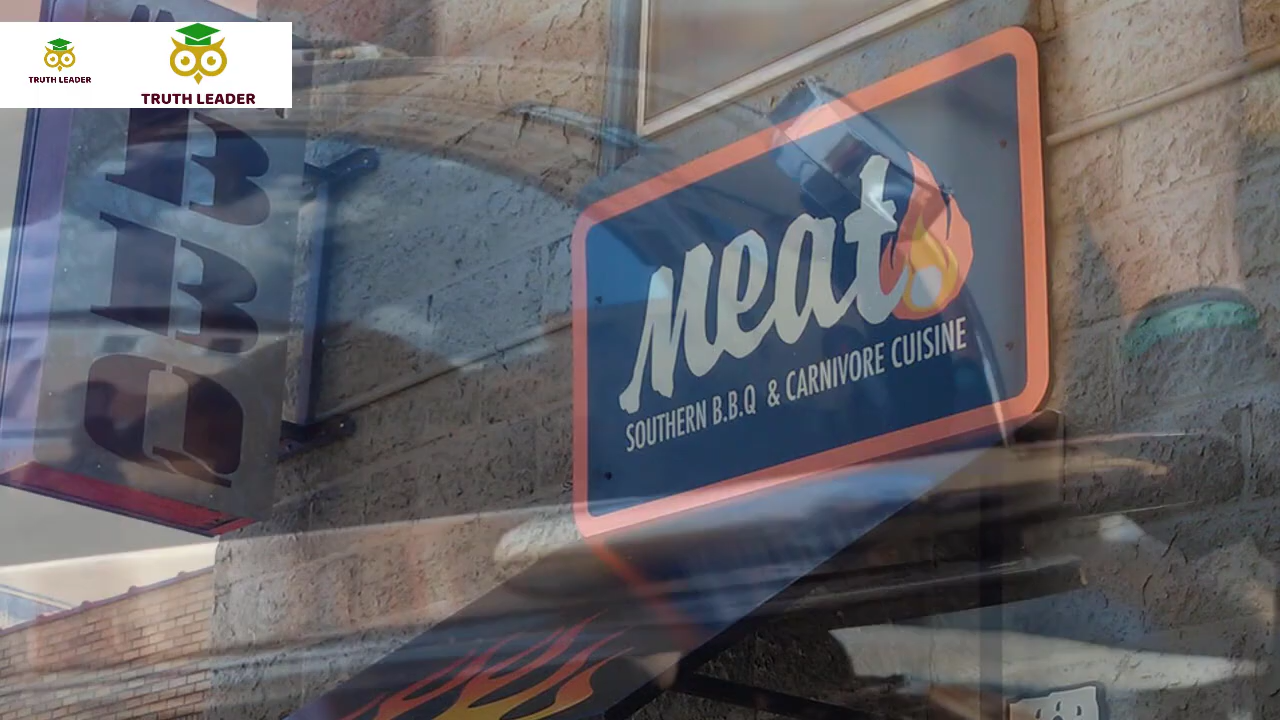 TRUTH LEADER
TRUTH LEADER
BBQ
meat
SOUTHERN B.B.Q & CARNIVORE CUISINE